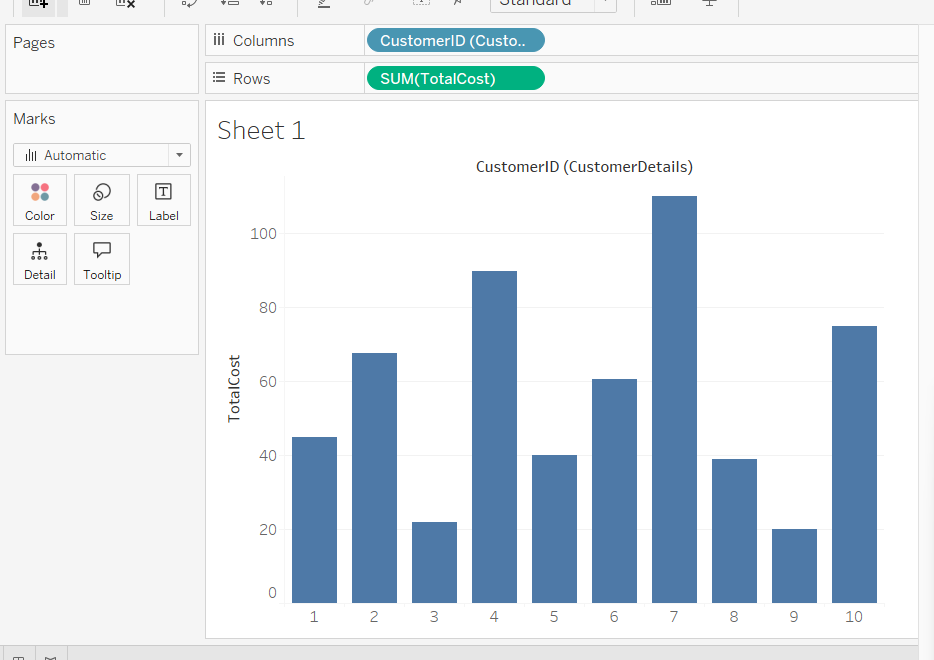 Standard
Pages
Columns
CustomerID (Custo..
Rows
SUM(TotalCost)
Marks
Automatic
Color
Size
Label
Detail
Tooltip
Sheet 1
CustomerID (CustomerDetails)
TotalCost
100
80
60
40
20
0
1 2 3 4 5 6 7 8 9 10